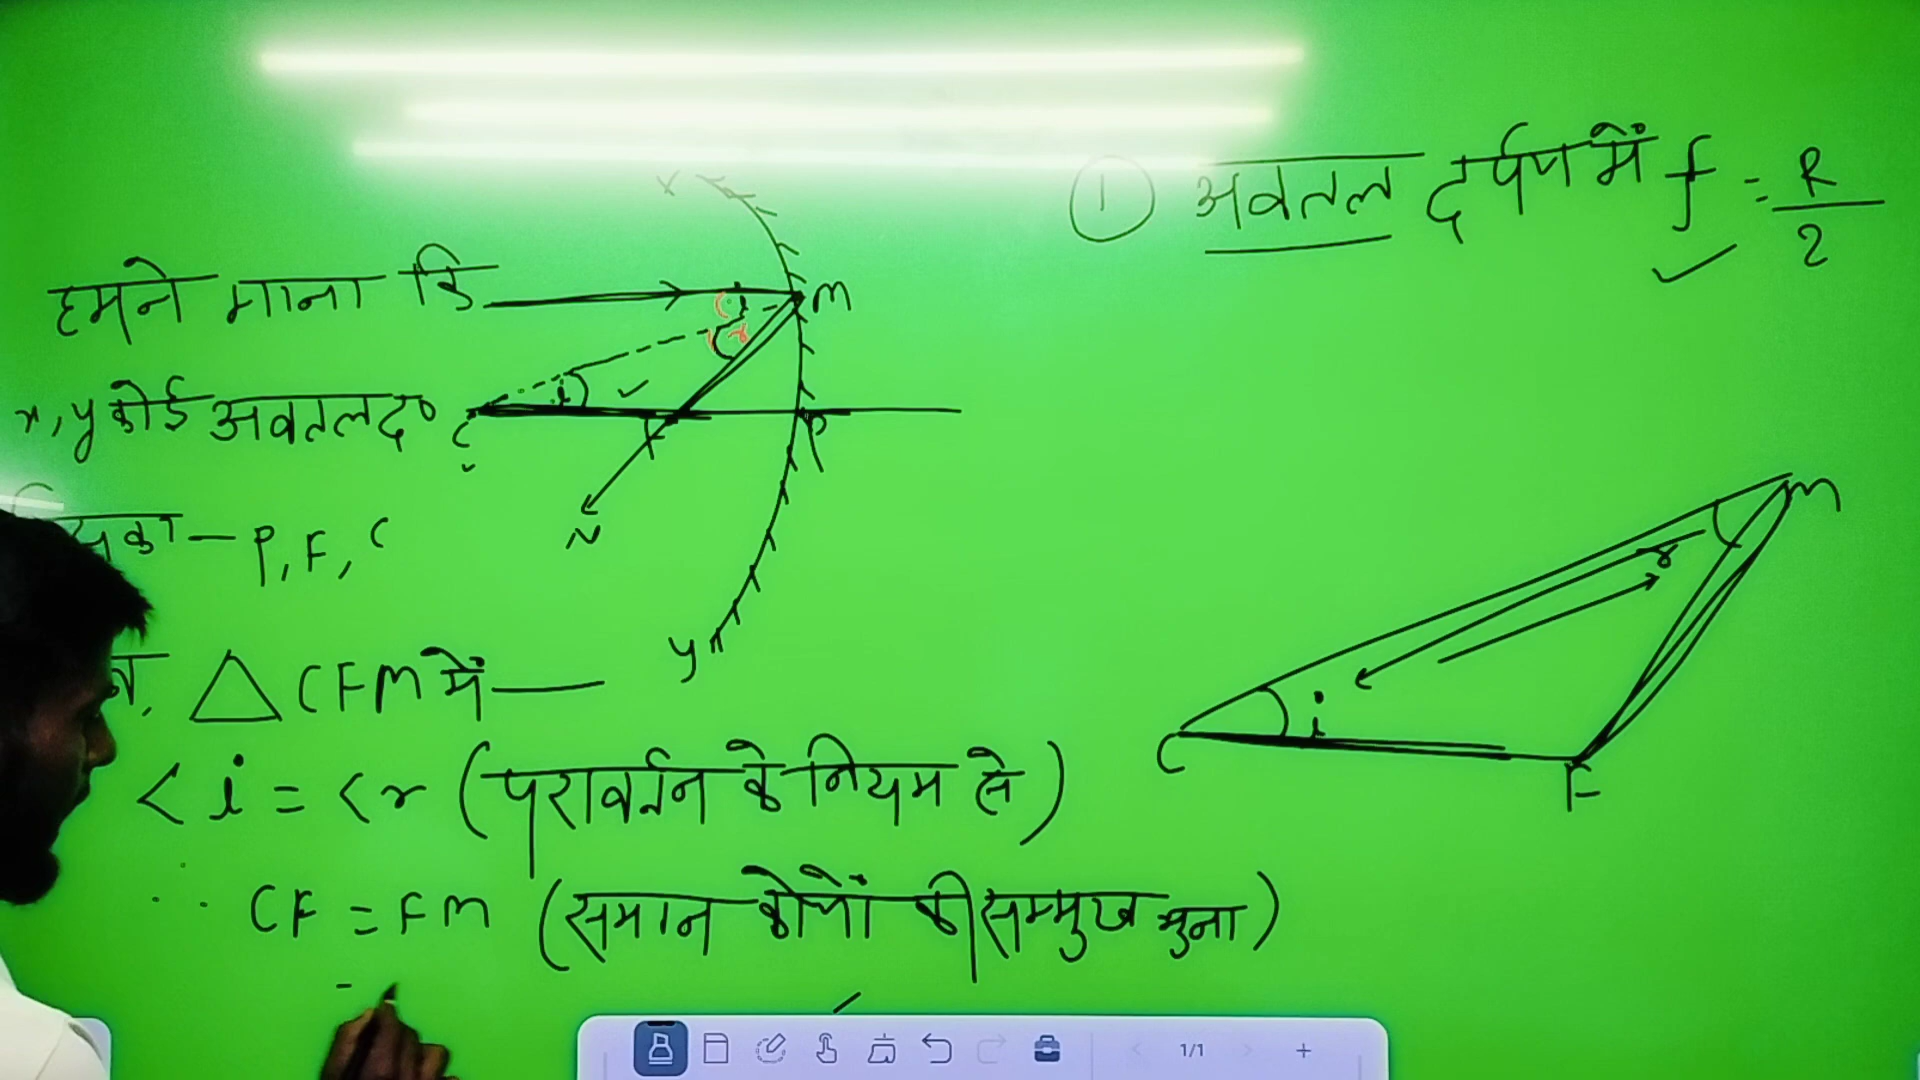 ① अवतल दर्पण में f = R/2
x
हमने माना कि
M
i
r
x, y कोई अवतल द०
C
i
F
P
N
P, F, C
y
M
r
i
C
F
△ CFM में —
< i = < r (परावर्तन के नियम से)
∴ CF = FM (समान कोणों की सम्मुख भुजा)
=
1/1